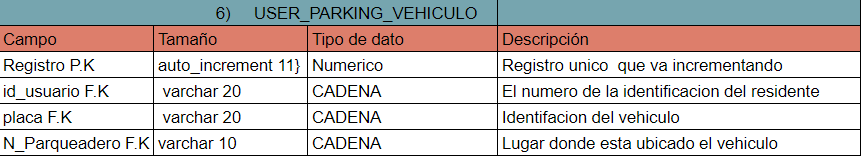 6) USER_PARKING_VEHICULO
Campo Tamaño Tipo de dato Descripción
Registro P.K auto_increment 11} Numerico Registro unico que va incrementando
id_usuario F.K varchar 20 CADENA El numero de la identificacion del residente
placa F.K varchar 20 CADENA Identifacion del vehiculo
N_Parqueadero F.K varchar 10 CADENA Lugar donde esta ubicado el vehiculo